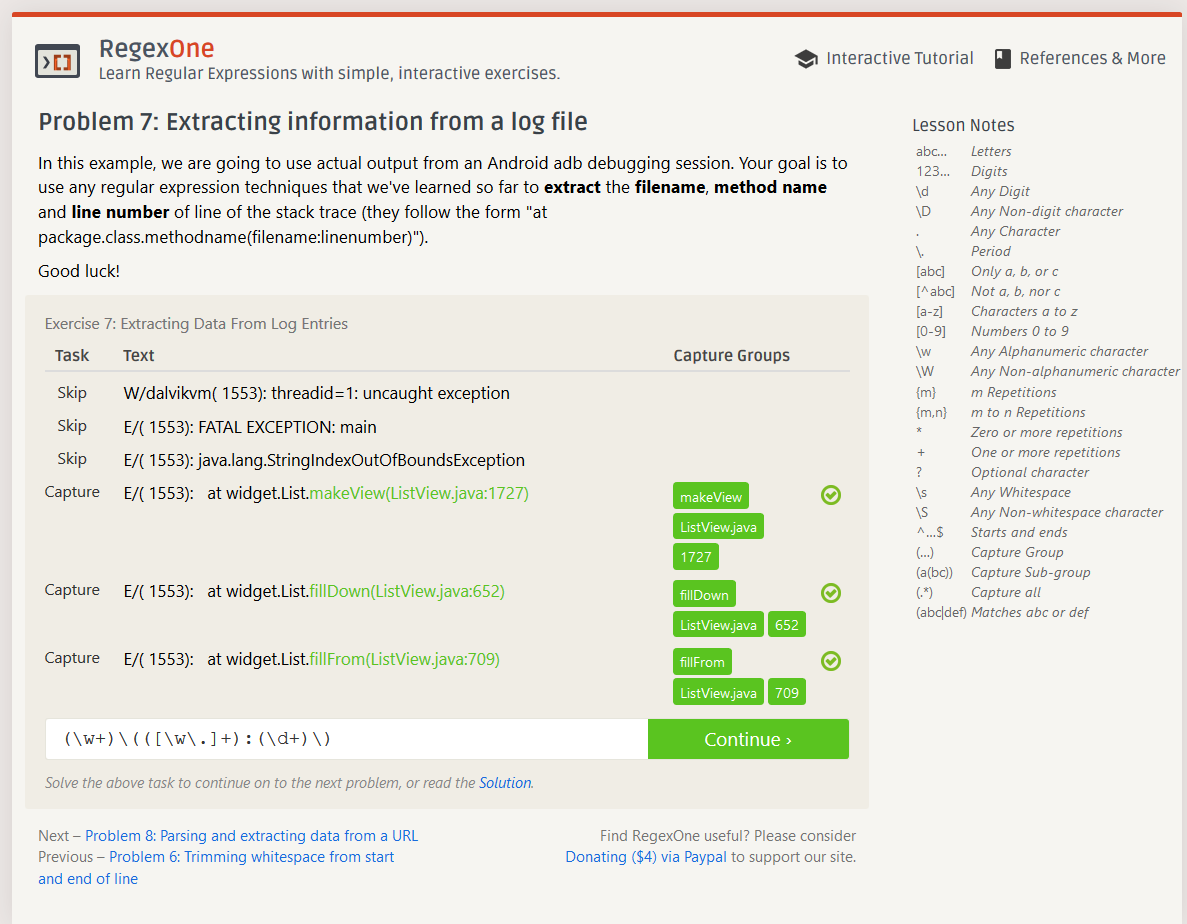 RegexOne
Learn Regular Expressions with simple, interactive exercises.
Interactive Tutorial
References & More
Problem 7: Extracting information from a log file
In this example, we are going to use actual output from an Android adb debugging session. Your goal is to
use any regular expression techniques that we've learned so far to extract the filename, method name
and line number of line of the stack trace (they follow the form "at
package.class.methodname(filename:linenumber)").
Good luck!
Exercise 7: Extracting Data From Log Entries
Task Text Capture Groups
Skip W/dalvikvm( 1553): threadid=1: uncaught exception
Skip E/( 1553): FATAL EXCEPTION: main
Skip E/( 1553): java.lang.StringIndexOutOfBoundsException
Capture E/( 1553):   at widget.List.makeView(ListView.java:1727) makeView
ListView.java
1727
Capture E/( 1553):   at widget.List.fillDown(ListView.java:652) fillDown
ListView.java 652
Capture E/( 1553):   at widget.List.fillFrom(ListView.java:709) fillFrom
ListView.java 709
(\w+)\(([\w\.]+):(\d+)\)
Continue ›
Solve the above task to continue on to the next problem, or read the Solution.
Next – Problem 8: Parsing and extracting data from a URL
Previous – Problem 6: Trimming whitespace from start
and end of line
Find RegexOne useful? Please consider
Donating ($4) via Paypal to support our site.
Lesson Notes
abc… Letters
123… Digits
\d Any Digit
\D Any Non-digit character
. Any Character
\. Period
[abc] Only a, b, or c
[^abc] Not a, b, nor c
[a-z] Characters a to z
[0-9] Numbers 0 to 9
\w Any Alphanumeric character
\W Any Non-alphanumeric character
{m} m Repetitions
{m,n} m to n Repetitions
* Zero or more repetitions
+ One or more repetitions
? Optional character
\s Any Whitespace
\S Any Non-whitespace character
^…$ Starts and ends
(…) Capture Group
(a(bc)) Capture Sub-group
(.*) Capture all
(abc|def) Matches abc or def